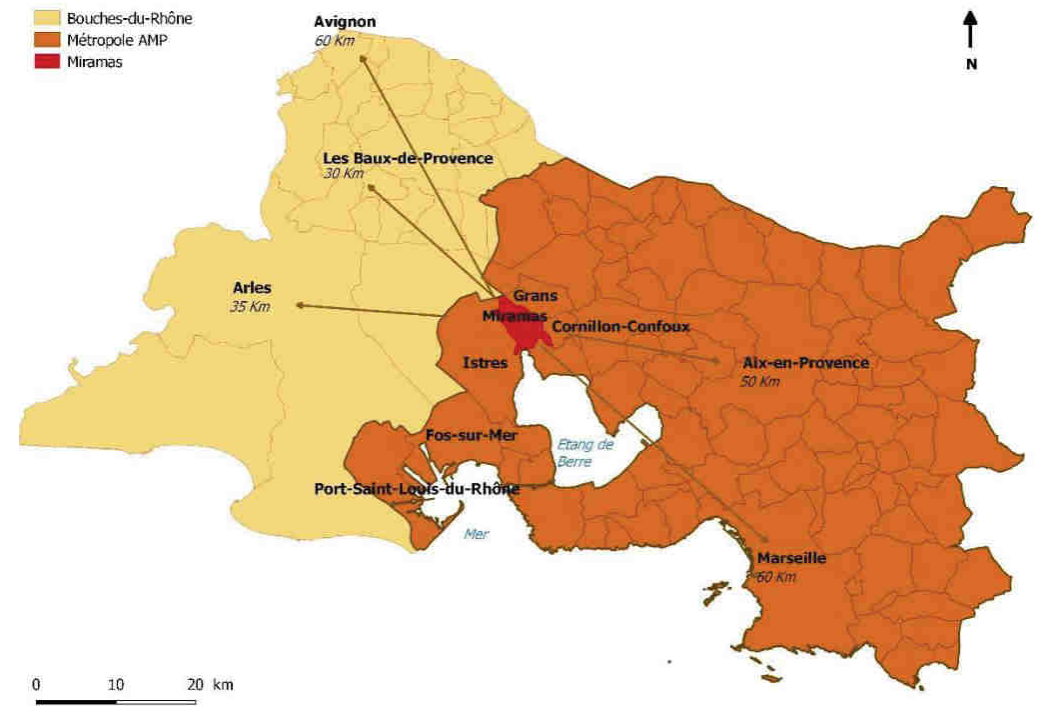 Bouches-du-Rhône
Métropole AMP
Miramas
Avignon
60 Km
N
Les Baux-de-Provence
30 Km
Arles
35 Km
Grans
Miramas
Cornillon-Confoux
Istres
Aix-en-Provence
50 Km
Fos-sur-Mer
Etang de
Berre
Port-Saint-Louis-du-Rhône
Mer
Marseille
60 Km
0 10 20 km